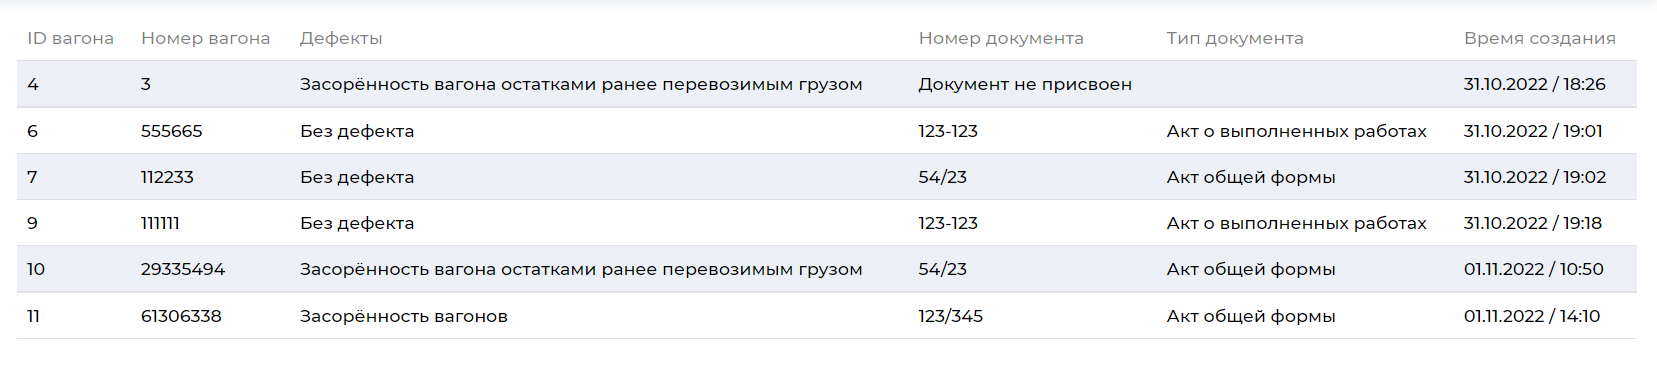 ID вагона Номер вагона Дефекты Номер документа Тип документа Время создания
4 3 Засорённость вагона остатками ранее перевозимым грузом Документ не присвоен 31.10.2022 / 18:26
6 555665 Без дефекта 123-123 Акт о выполненных работах 31.10.2022 / 19:01
7 112233 Без дефекта 54/23 Акт общей формы 31.10.2022 / 19:02
9 111111 Без дефекта 123-123 Акт о выполненных работах 31.10.2022 / 19:18
10 29335494 Засорённость вагона остатками ранее перевозимым грузом 54/23 Акт общей формы 01.11.2022 / 10:50
11 61306338 Засорённость вагонов 123/345 Акт общей формы 01.11.2022 / 14:10